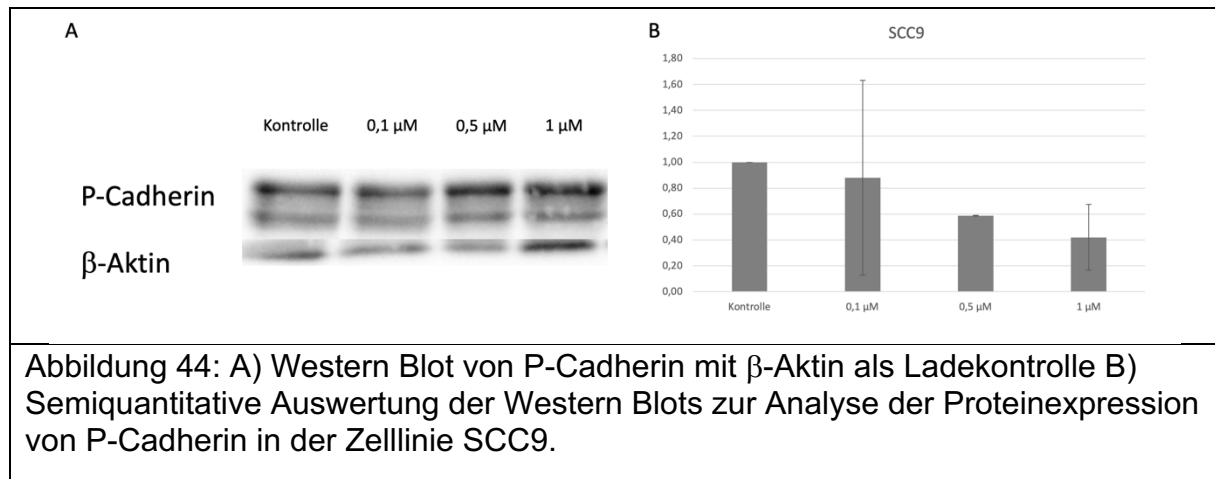 A
Kontrolle 0,1 µM 0,5 µM 1 µM
P-Cadherin
β-Aktin
B
SCC9
1,80
1,60
1,40
1,20
1,00
0,80
0,60
0,40
0,20
0,00
Kontrolle 0,1 µM 0,5 µM 1 µM
Abbildung 44: A) Western Blot von P-Cadherin mit β-Aktin als Ladekontrolle B)
Semiquantitative Auswertung der Western Blots zur Analyse der Proteinexpression
von P-Cadherin in der Zelllinie SCC9.